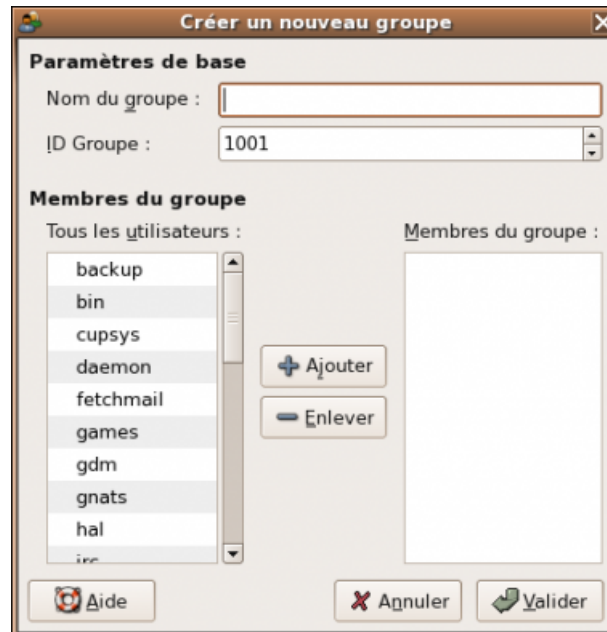 Créer un nouveau groupe
Paramètres de base
Nom du groupe :
ID Groupe : 1001
Membres du groupe
Tous les utilisateurs :
backup
bin
cupsys
daemon
fetchmail
games
gdm
gnats
hal
irc
Ajouter
Enlever
Membres du groupe :
Aide
Annuler
Valider